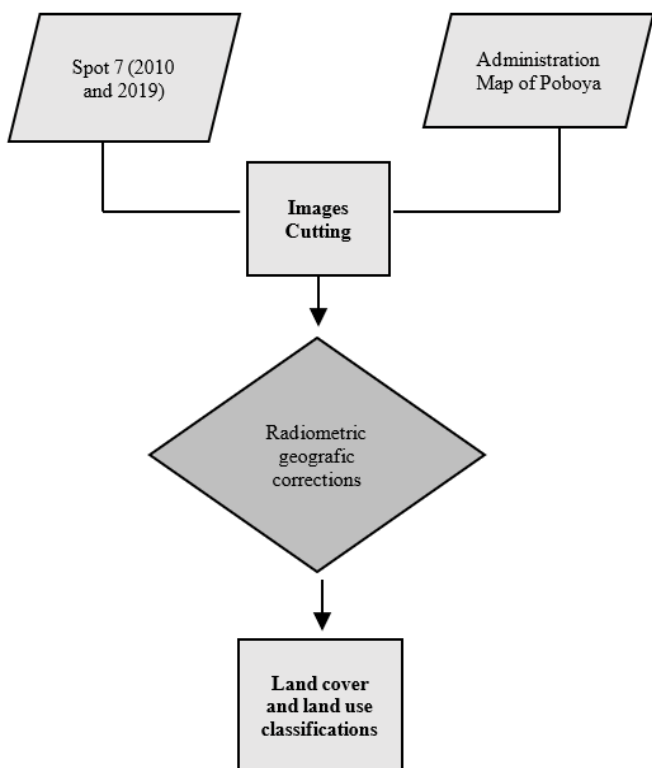 Spot 7 (2010
and 2019)
Administration
Map of Poboya
Images
Cutting
Radiometric
geografic
corrections
Land cover
and land use
classifications